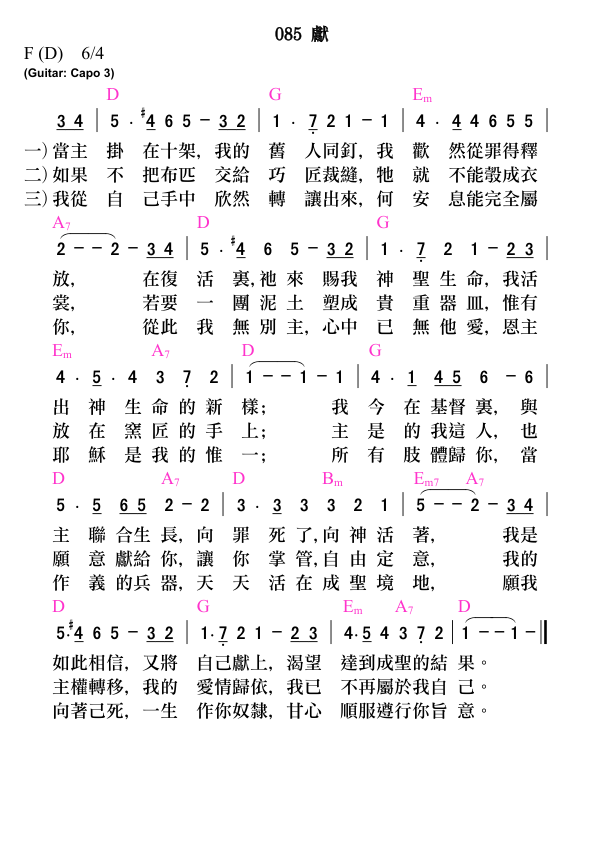 085 獻
F (D) 6/4
(Guitar: Capo 3)
D G Em
3 4 | 5 . #4 6 5 – 3 2 | 1 . 7 2 1 – 1 | 4 . 4 4 6 5 5 |
一) 當主 掛 在十架, 我的 舊 人同釘, 我 歡 然從罪得釋
二) 如果 不 把布匹 交給 巧 匠裁縫, 牠 就 不能彀成衣
三) 我從 自 己手中 欣然 轉 讓出來, 何 安 息能完全屬
A7 D G
2 – – 2 – 3 4 | 5 . #4 6 5 – 3 2 | 1 . 7 2 1 – 2 3 |
放, 在復 活 裏, 祂 來 賜我 神 聖 生 命, 我活
裳, 若要 一 團 泥 土 塑成 貴 重 器 皿, 惟有
你, 從此 我 無 別 主, 心中 已 無 他 愛, 恩主
Em A7 D G
4 . 5 . 4 3 7 2 | 1 – – 1 – 1 | 4 . 1 4 5 6 – 6 |
出 神 生 命 的 新 樣; 我 今 在 基督 裏, 與
放 在 窯 匠 的 手 上; 主 是 的 我這 人, 也
耶 穌 是 我 的 惟 一; 所 有 肢 體歸 你, 當
D A7 D Bm Em7 A7
5 . 5 6 5 2 – 2 | 3 . 3 3 3 2 1 | 5 – – 2 – 3 4 |
主 聯 合生 長, 向 罪 死 了, 向 神 活 著, 我是
願 意 獻給 你, 讓 你 掌 管, 自 由 定 意, 我的
作 義 的兵 器, 天 天 活 在 成 聖 境 地, 願我
D G Em A7 D
5 . #4 6 5 – 3 2 | 1 . 7 2 1 – 2 3 | 4 . 5 4 3 7 2 | 1 – – 1 – ||
如此相信, 又將 自己獻上, 渴望 達到成聖的結 果。
主權轉移, 我的 愛情歸依, 我已 不再屬於我自 己。
向著己死, 一生 作你奴隸, 甘心 順服遵行你旨 意。